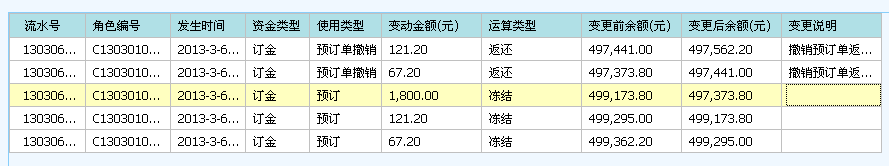 流水号 角色编号 发生时间 资金类型 使用类型 变动金额(元) 运算类型 变更前余额(元) 变更后余额(元) 变更说明
130306... C1303010... 2013-3-6... 订金 预订单撤销 121.20 返还 497,441.00 497,562.20 撤销预订单返...
130306... C1303010... 2013-3-6... 订金 预订单撤销 67.20 返还 497,373.80 497,441.00 撤销预订单返...
130306... C1303010... 2013-3-6... 订金 预订 1,800.00 冻结 499,173.80 497,373.80
130306... C1303010... 2013-3-6... 订金 预订 121.20 冻结 499,295.00 499,173.80
130306... C1303010... 2013-3-6... 订金 预订 67.20 冻结 499,362.20 499,295.00